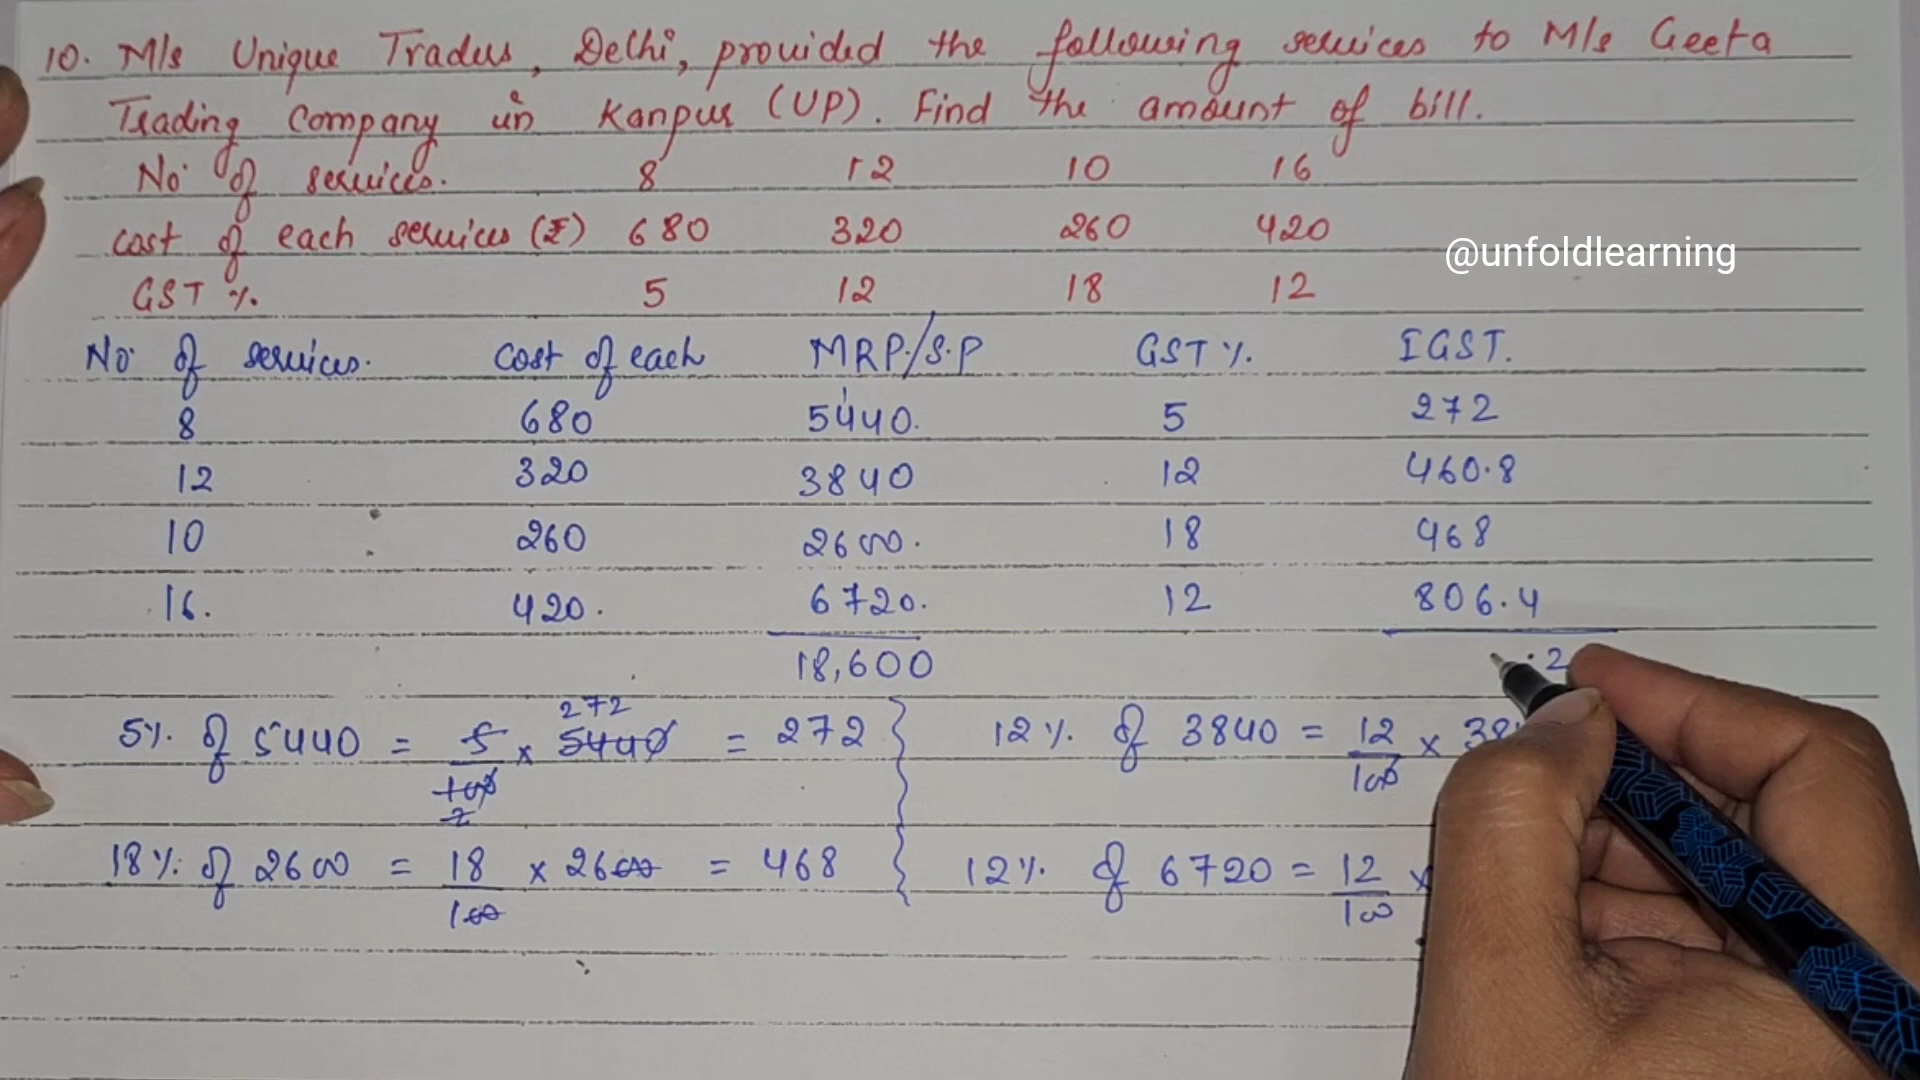 10. M/s Unique Traders, Delhi, provided the following services to M/s Geeta
Trading Company in Kanpur (UP). Find the amount of bill.
No. of services. 8 12 10 16
cost of each services (₹) 680 320 260 420
@unfoldlearning
GST %. 5 12 18 12
No. of services. Cost of each MRP./S.P GST %. IGST.
8 680 5440. 5 272
12 320 3840 12 460.8
10 260 2600. 18 468
16. 420. 6720. 12 806.4
18,600 .2
272
5%. of 5440 = 5/100 × 5440 = 272 12%. of 3840 = 12/100 ×
2
18%. of 2600 = 18/100 × 2600 = 468 12%. of 6720 = 12/100 ×